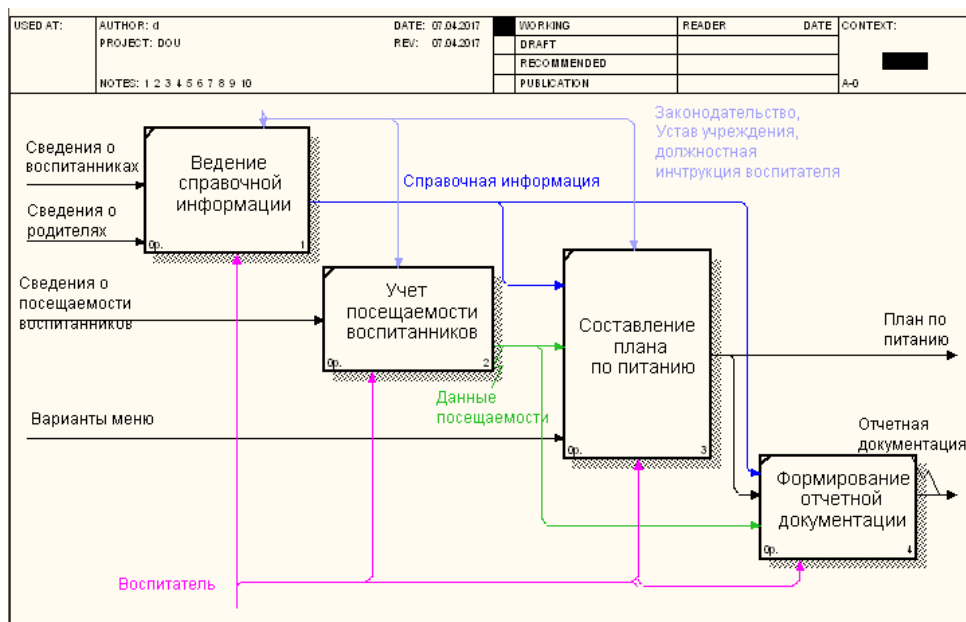 USED AT:
AUTHOR: d
DATE: 07.04.2017
PROJECT: DOU
REV: 07.04.2017
NOTES: 1 2 3 4 5 6 7 8 9 10
WORKING
DRAFT
RECOMMENDED
PUBLICATION
READER
DATE
CONTEXT:
A-0
Законодательство,
Устав учреждения,
должностная
инчтрукция воспитателя
Сведения о
воспитанниках
Ведение
справочной
информации
0р.
1
Справочная информация
Сведения о
родителях
Сведения о
посещаемости
воспитанников
Учет
посещаемости
воспитанников
0р.
2
Составление
плана
по питанию
0р.
3
План по
питанию
Данные
посещаемости
Варианты меню
Отчетная
документация
Формирование
отчетной
документации
0р.
4
Воспитатель